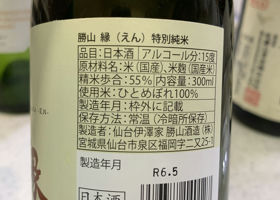 勝山 縁（えん）特別純米
品目：日本酒 アルコール分：15度
原材料名：米（国産）、米麹（国産米）
精米歩合：55% 内容量：300ml
使用米：ひとめぼれ100%
製造年月：枠外に記載
保存方法：常温（冷暗所保存）
製造者：仙台伊澤家 勝山酒造（株）
宮城県仙台市泉区福岡字二又25-1
製造年月
R6.5
日本酒